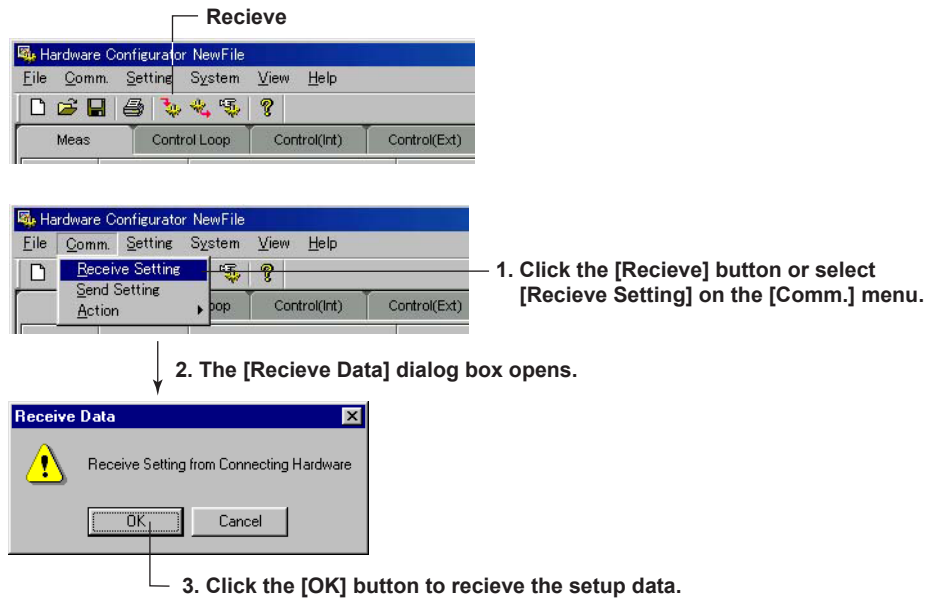 Recieve
Hardware Configurator NewFile
File Comm. Setting System View Help
Meas Control Loop Control(Int) Control(Ext)
Hardware Configurator NewFile
File Comm. Setting System View Help
Receive Setting
Send Setting
Action
oop Control(Int) Control(Ext)
1. Click the [Recieve] button or select
[Recieve Setting] on the [Comm.] menu.
2. The [Recieve Data] dialog box opens.
Receive Data
Receive Setting from Connecting Hardware
OK Cancel
3. Click the [OK] button to recieve the setup data.